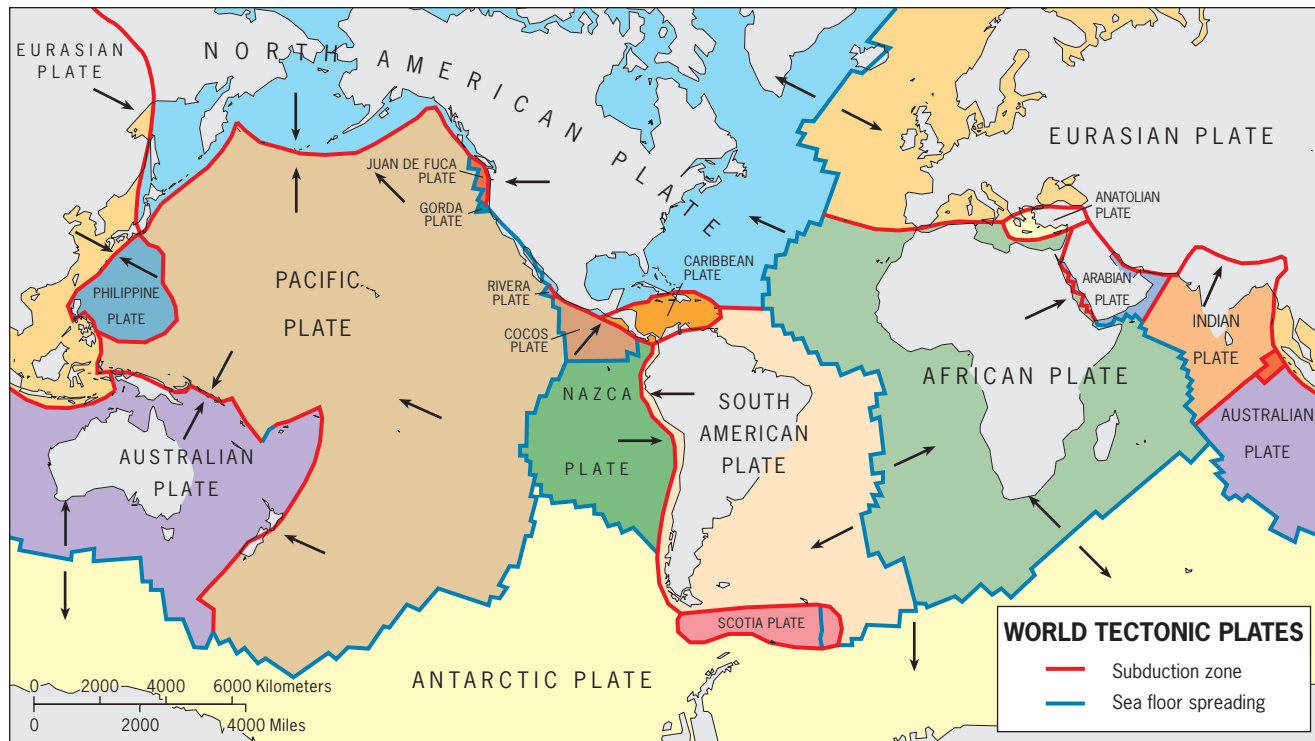 EURASIAN
PLATE
NORTH AMERICAN PLATE
EURASIAN PLATE
JUAN DE FUCA
PLATE
GORDA
PLATE
ANATOLIAN
PLATE
CARIBBEAN
PLATE
PACIFIC
PLATE
PHILIPPINE
PLATE
RIVERA
PLATE
COCOS
PLATE
ARABIAN
PLATE
INDIAN
PLATE
AFRICAN PLATE
NAZCA
PLATE
SOUTH
AMERICAN
PLATE
AUSTRALIAN
PLATE
AUSTRALIAN
PLATE
SCOTIA PLATE
ANTARCTIC PLATE
0 2000 4000 6000 Kilometers
0 2000 4000 Miles
WORLD TECTONIC PLATES
Subduction zone
Sea floor spreading